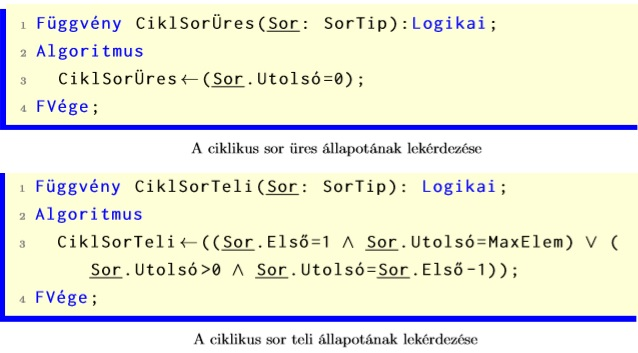 1 Függvény CiklSorÜres(Sor: SorTip):Logikai;
2 Algoritmus
3 CiklSorÜres←(Sor.Utolsó=0);
4 FVége;
A ciklikus sor üres állapotának lekérdezése
1 Függvény CiklSorTeli(Sor: SorTip): Logikai;
2 Algoritmus
3 CiklSorTeli←((Sor.Első=1 ∧ Sor.Utolsó=MaxElem) ∨ (
Sor.Utolsó>0 ∧ Sor.Utolsó=Sor.Első-1));
4 FVége;
A ciklikus sor teli állapotának lekérdezése